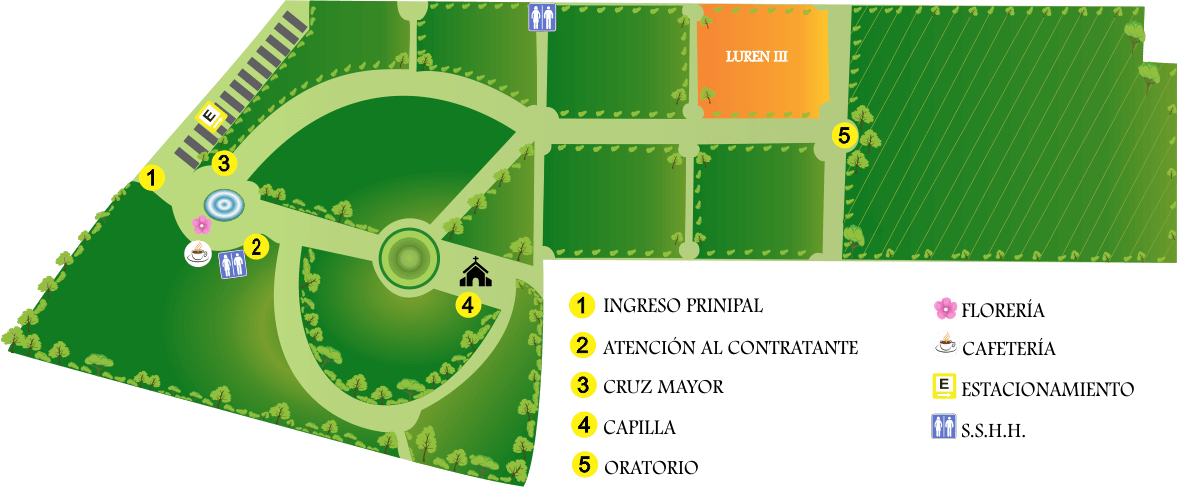 LUREN III
E
5
3
1
2
4
1 INGRESO PRINIPAL
2 ATENCIÓN AL CONTRATANTE
3 CRUZ MAYOR
4 CAPILLA
5 ORATORIO
FLORERÍA
CAFETERÍA
E ESTACIONAMIENTO
S.S.H.H.